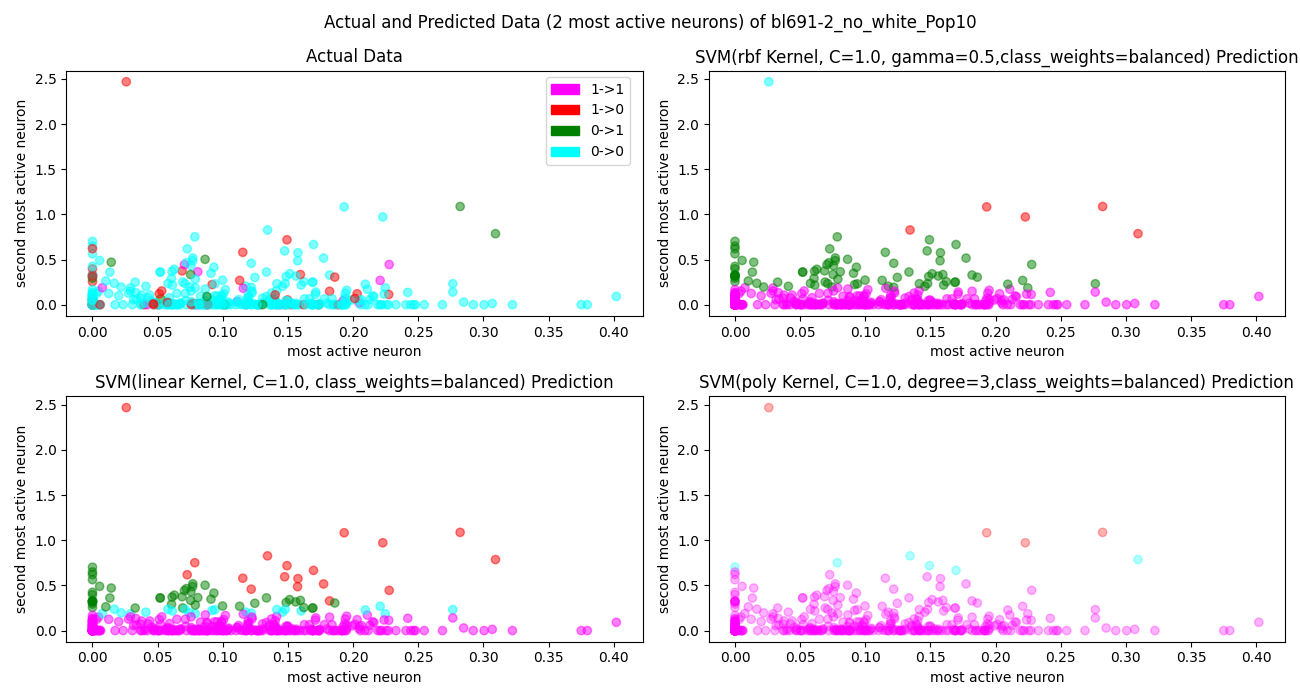 Actual and Predicted Data (2 most active neurons) of bl691-2_no_white_Pop10
Actual Data
second most active neuron
2.5
2.0
1.5
1.0
0.5
0.0
1->1
1->0
0->1
0->0
0.00 0.05 0.10 0.15 0.20 0.25 0.30 0.35 0.40
most active neuron
SVM(rbf Kernel, C=1.0, gamma=0.5,class_weights=balanced) Prediction
second most active neuron
2.5
2.0
1.5
1.0
0.5
0.0
0.00 0.05 0.10 0.15 0.20 0.25 0.30 0.35 0.40
most active neuron
SVM(linear Kernel, C=1.0, class_weights=balanced) Prediction
second most active neuron
2.5
2.0
1.5
1.0
0.5
0.0
0.00 0.05 0.10 0.15 0.20 0.25 0.30 0.35 0.40
most active neuron
SVM(poly Kernel, C=1.0, degree=3,class_weights=balanced) Prediction
second most active neuron
2.5
2.0
1.5
1.0
0.5
0.0
0.00 0.05 0.10 0.15 0.20 0.25 0.30 0.35 0.40
most active neuron